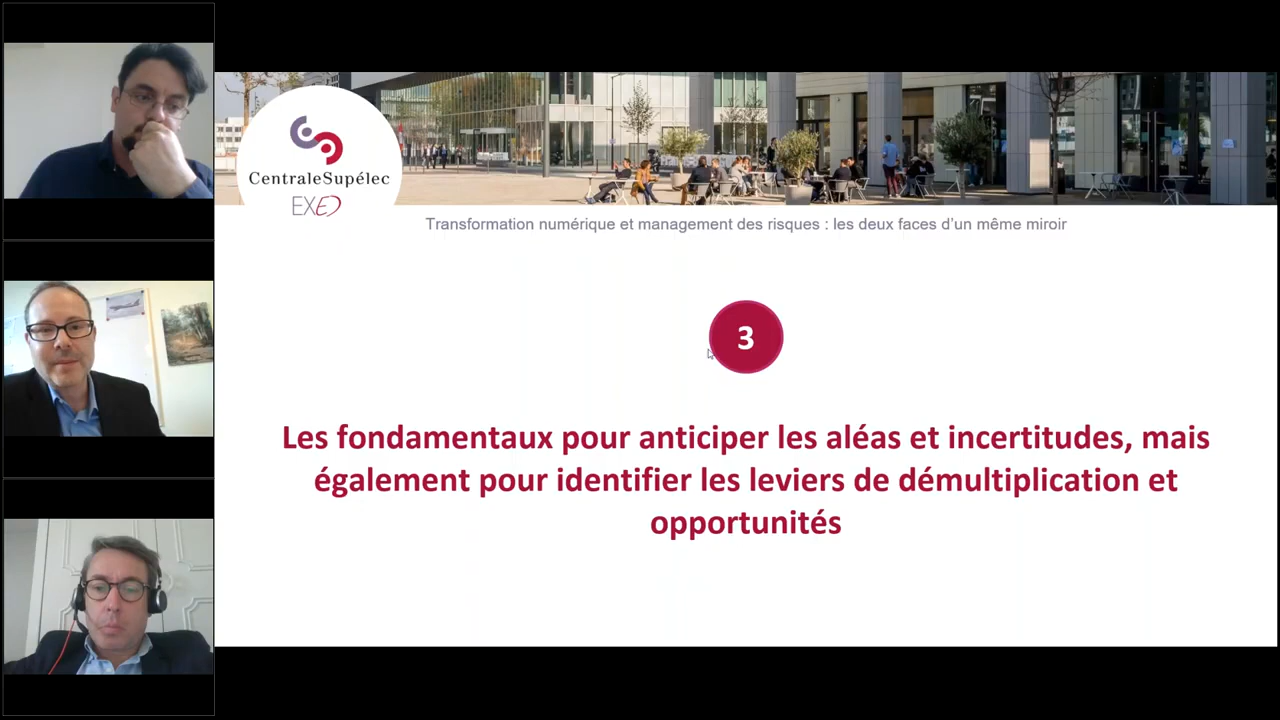 CentraleSupélec
EXED
Transformation numérique et management des risques : les deux faces d’un même miroir
3
Les fondamentaux pour anticiper les aléas et incertitudes, mais
également pour identifier les leviers de démultiplication et
opportunités